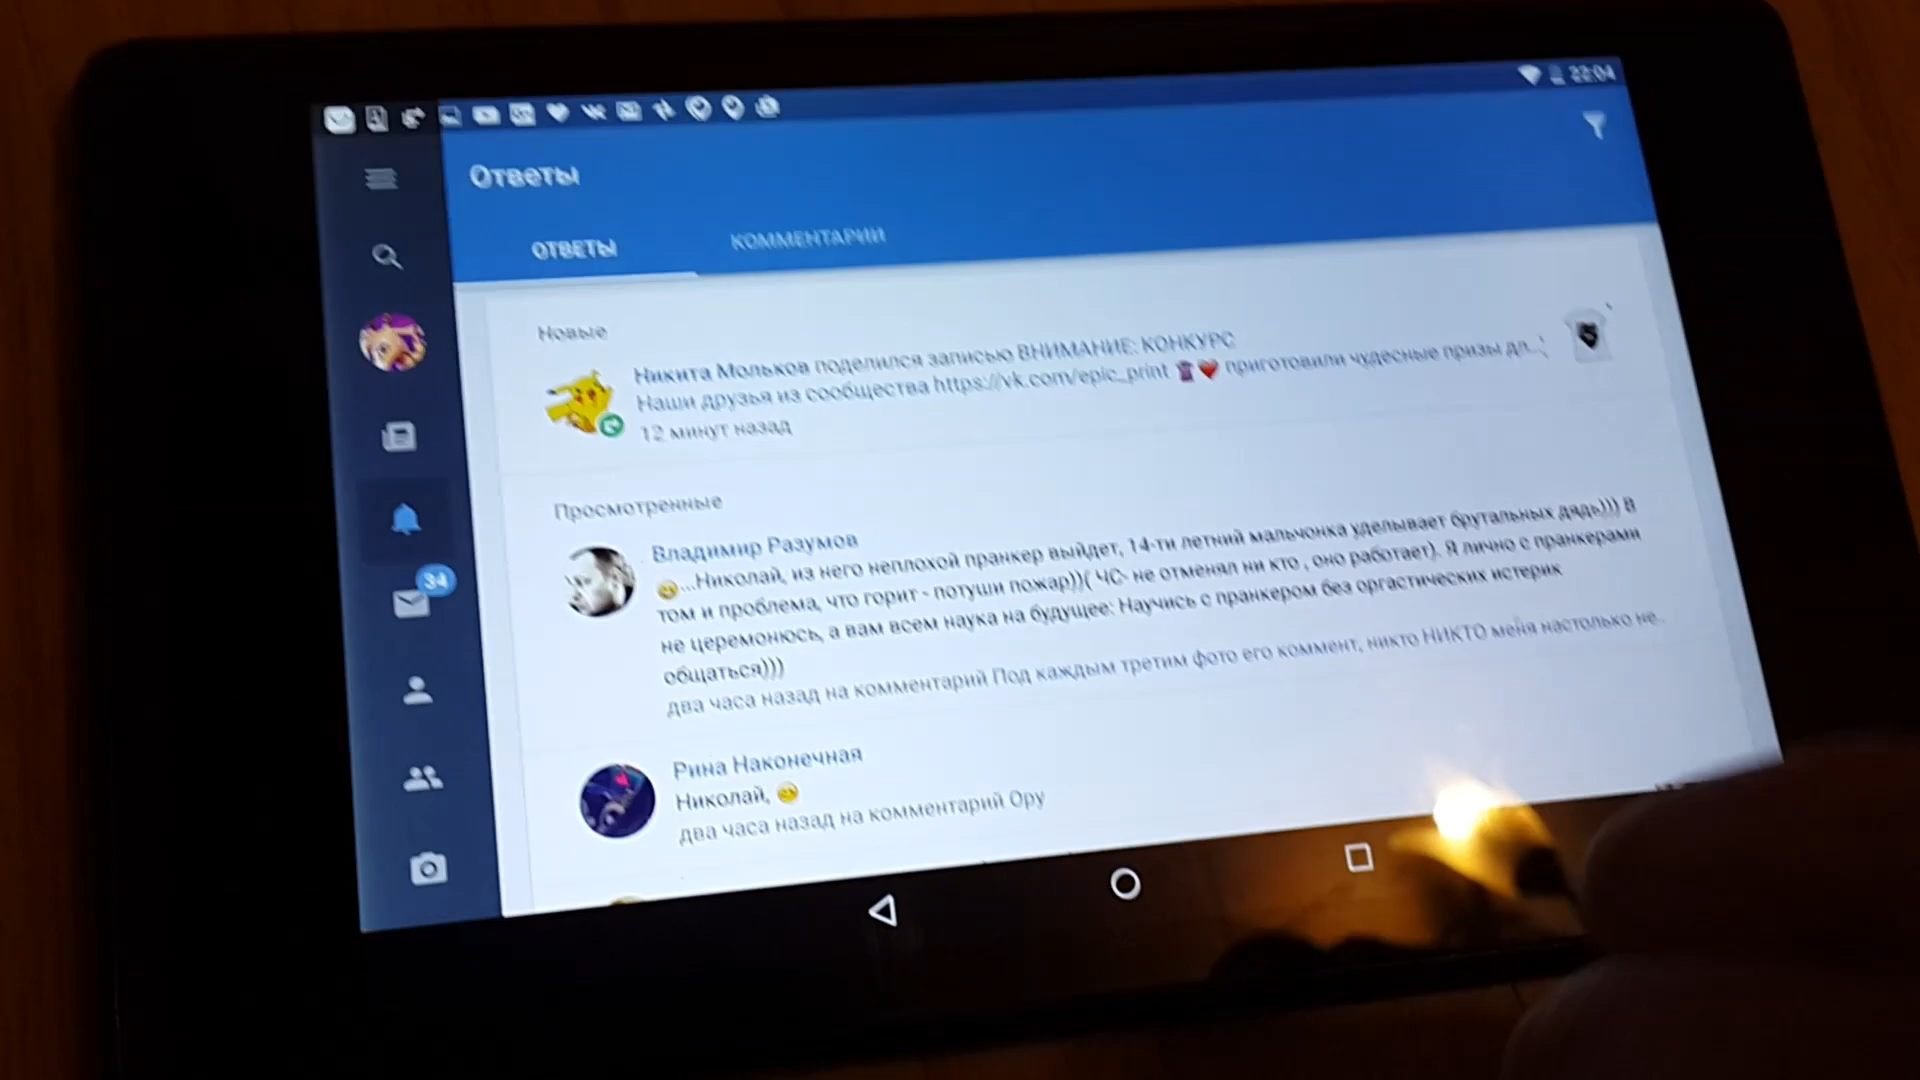 22:04
Ответы
ОТВЕТЫ
КОММЕНТАРИИ
Новые
Никита Мольков поделился записью ВНИМАНИЕ: КОНКУРС
Наши друзья из сообщества https://vk.com/epic_print ☎️❤️ приготовили чудесные призы дл...
12 минут назад
Просмотренные
Владимир Разумов
...Николай, из него неплохой пранкер выйдет, 14-ти летний мальчонка уделывает брутальных дядь))) В
том и проблема, что горит - потуши пожар))( ЧС- не отменял ни кто , оно работает). Я лично с пранкерами
не церемонюсь, а вам всем наука на будущее: Научись с пранкером без оргастических истерик
общаться)))
два часа назад на комментарий Под каждым третим фото его коммент, никто НИКТО меня настолько не..
34
Рина Наконечная
Николай,
два часа назад на комментарий Ору